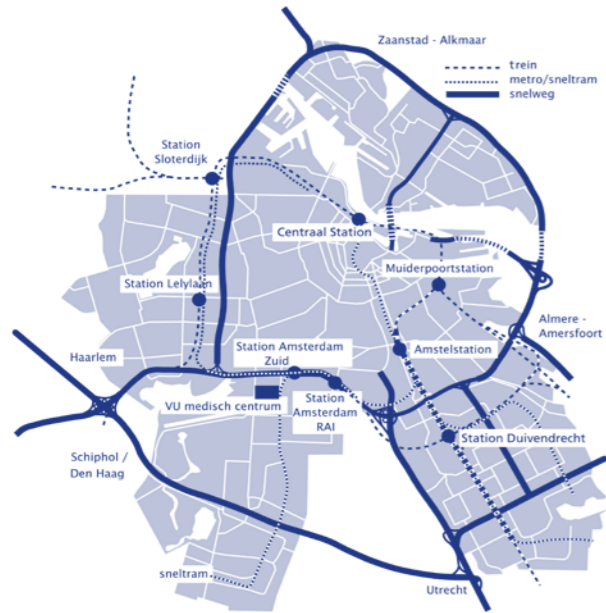 Zaanstad - Alkmaar
trein
metro/sneltram
snelweg
Station
Sloterdijk
Centraal Station
Muiderpoortstation
Station Lelylaan
Almere -
Amersfoort
Station Amsterdam
Zuid
Amstelstation
Haarlem
VU medisch centrum
Station
Amsterdam
RAI
Station Duivendrecht
Schiphol /
Den Haag
sneltram
Utrecht